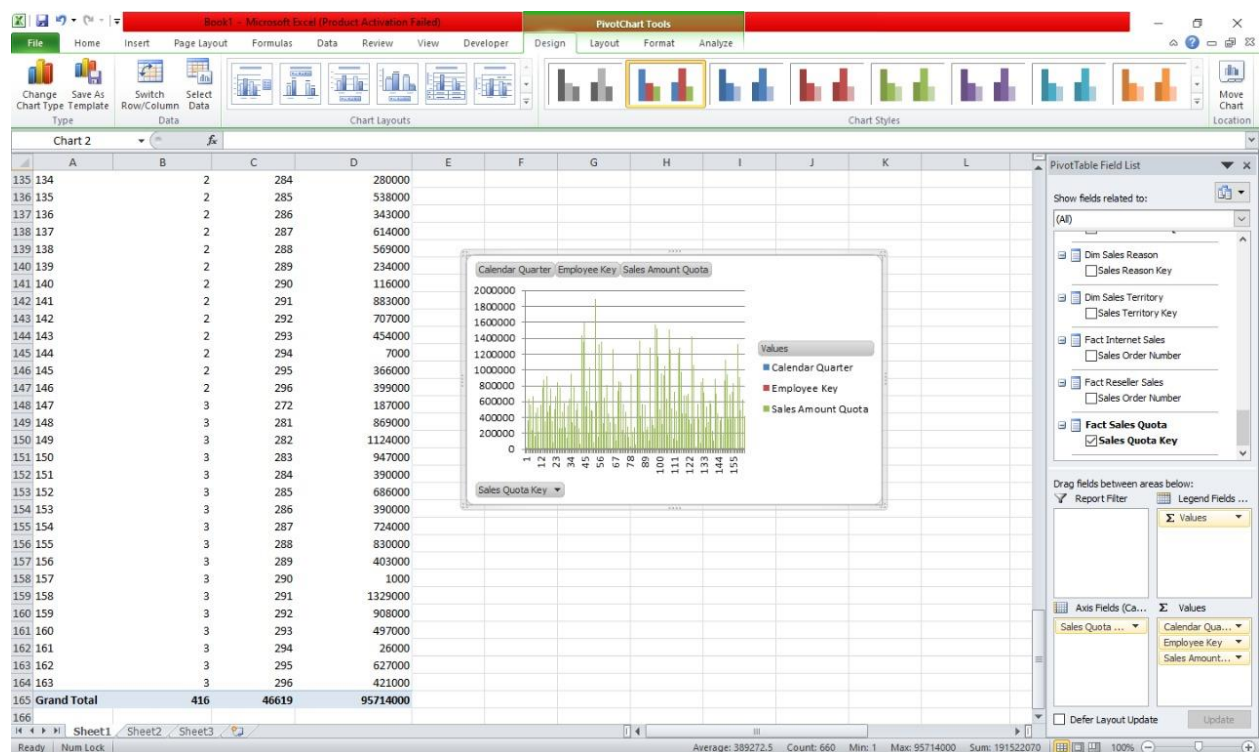 Book1 - Microsoft Excel (Product Activation Failed)
PivotChart Tools
File Home Insert Page Layout Formulas Data Review View Developer Design Layout Format Analyze
Change Chart Type
Save As Template
Switch Row/Column
Select Data
Move Chart
Type Data Chart Layouts Chart Styles Location
Chart 2 fx
A B C D E F G H I J K L
135 134 2 284 280000
136 135 2 285 538000
137 136 2 286 343000
138 137 2 287 614000
139 138 2 288 569000
140 139 2 289 234000
141 140 2 290 116000
142 141 2 291 883000
143 142 2 292 707000
144 143 2 293 454000
145 144 2 294 7000
146 145 2 295 366000
147 146 2 296 399000
148 147 3 272 187000
149 148 3 281 869000
150 149 3 282 1124000
151 150 3 283 947000
152 151 3 284 390000
153 152 3 285 686000
154 153 3 286 390000
155 154 3 287 724000
156 155 3 288 830000
157 156 3 289 403000
158 157 3 290 1000
159 158 3 291 1329000
160 159 3 292 908000
161 160 3 293 497000
162 161 3 294 26000
163 162 3 295 627000
164 163 3 296 421000
165 Grand Total 416 46619 95714000
166
Calendar Quarter Employee Key Sales Amount Quota
2000000
1800000
1600000
1400000
1200000
1000000
800000
600000
400000
200000
0
1 12 23 34 45 56 67 78 89 100 111 122 133 144 155
Values
Calendar Quarter
Employee Key
Sales Amount Quota
Sales Quota Key
PivotTable Field List
Show fields related to:
(All)
Dim Sales Reason
Sales Reason Key
Dim Sales Territory
Sales Territory Key
Fact Internet Sales
Sales Order Number
Fact Reseller Sales
Sales Order Number
Fact Sales Quota
Sales Quota Key
Drag fields between areas below:
Report Filter Legend Fields ...
Σ Values
Axis Fields (Ca... Σ Values
Sales Quota ... Calendar Qua...
Employee Key
Sales Amount...
Defer Layout Update Update
Sheet1 Sheet2 Sheet3
Ready Num Lock Average: 389272.5 Count: 660 Min: 1 Max: 95714000 Sum: 191522070 100%